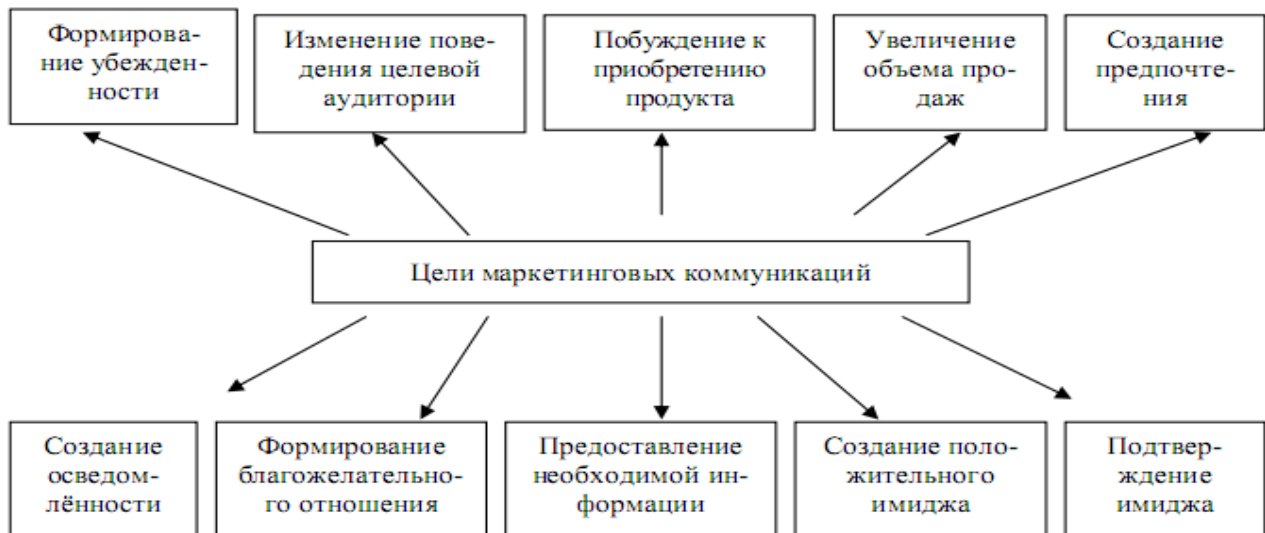 Формирова-
ние убежден-
ности
Изменение пове-
дения целевой
аудитории
Побуждение к
приобретению
продукта
Увеличение
объема про-
даж
Создание
предпочте-
ния
Цели маркетинговых коммуникаций
Создание
осведом-
лённости
Формирование
благожелательно-
го отношения
Предоставление
необходимой ин-
формации
Создание поло-
жительного
имиджа
Подтвер-
ждение
имиджа